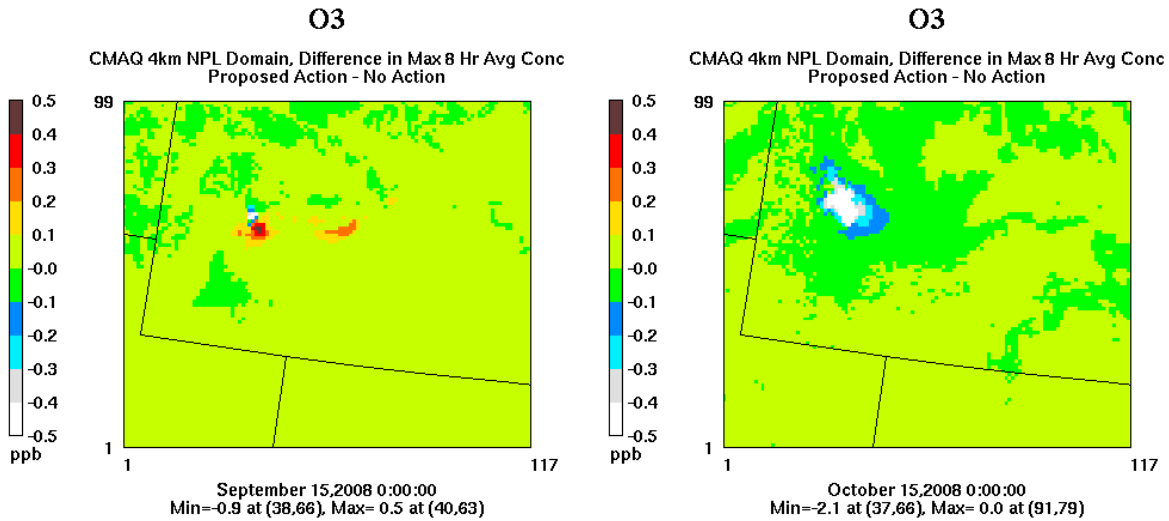 O3
CMAQ 4km NPL Domain, Difference in Max 8 Hr Avg Conc
Proposed Action - No Action
0.5
0.4
0.3
0.2
0.1
-0.0
-0.1
-0.2
-0.3
-0.4
-0.5
ppb
99
1
1
117
September 15,2008 0:00:00
Min=-0.9 at (38,66), Max= 0.5 at (40,63)
O3
CMAQ 4km NPL Domain, Difference in Max 8 Hr Avg Conc
Proposed Action - No Action
0.5
0.4
0.3
0.2
0.1
-0.0
-0.1
-0.2
-0.3
-0.4
-0.5
ppb
99
1
1
117
October 15,2008 0:00:00
Min=-2.1 at (37,66), Max= 0.0 at (91,79)